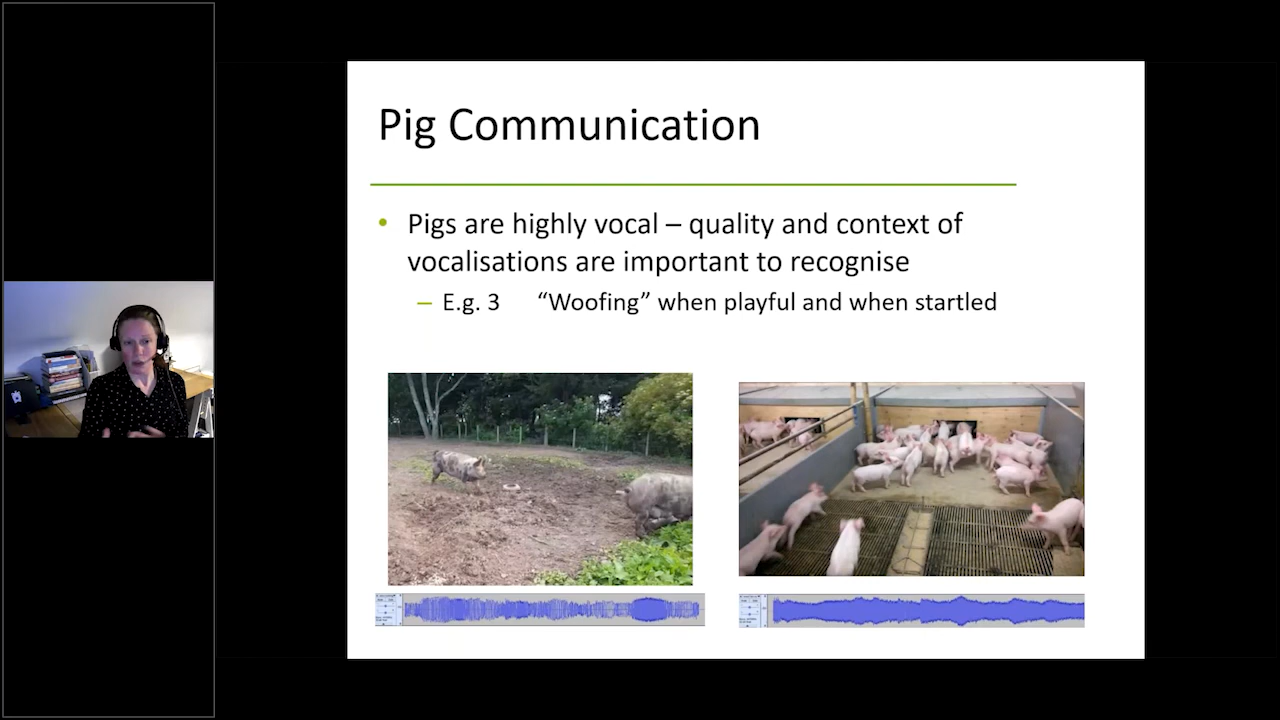 Pig Communication
• Pigs are highly vocal – quality and context of
vocalisations are important to recognise
– E.g. 3 “Woofing” when playful and when startled